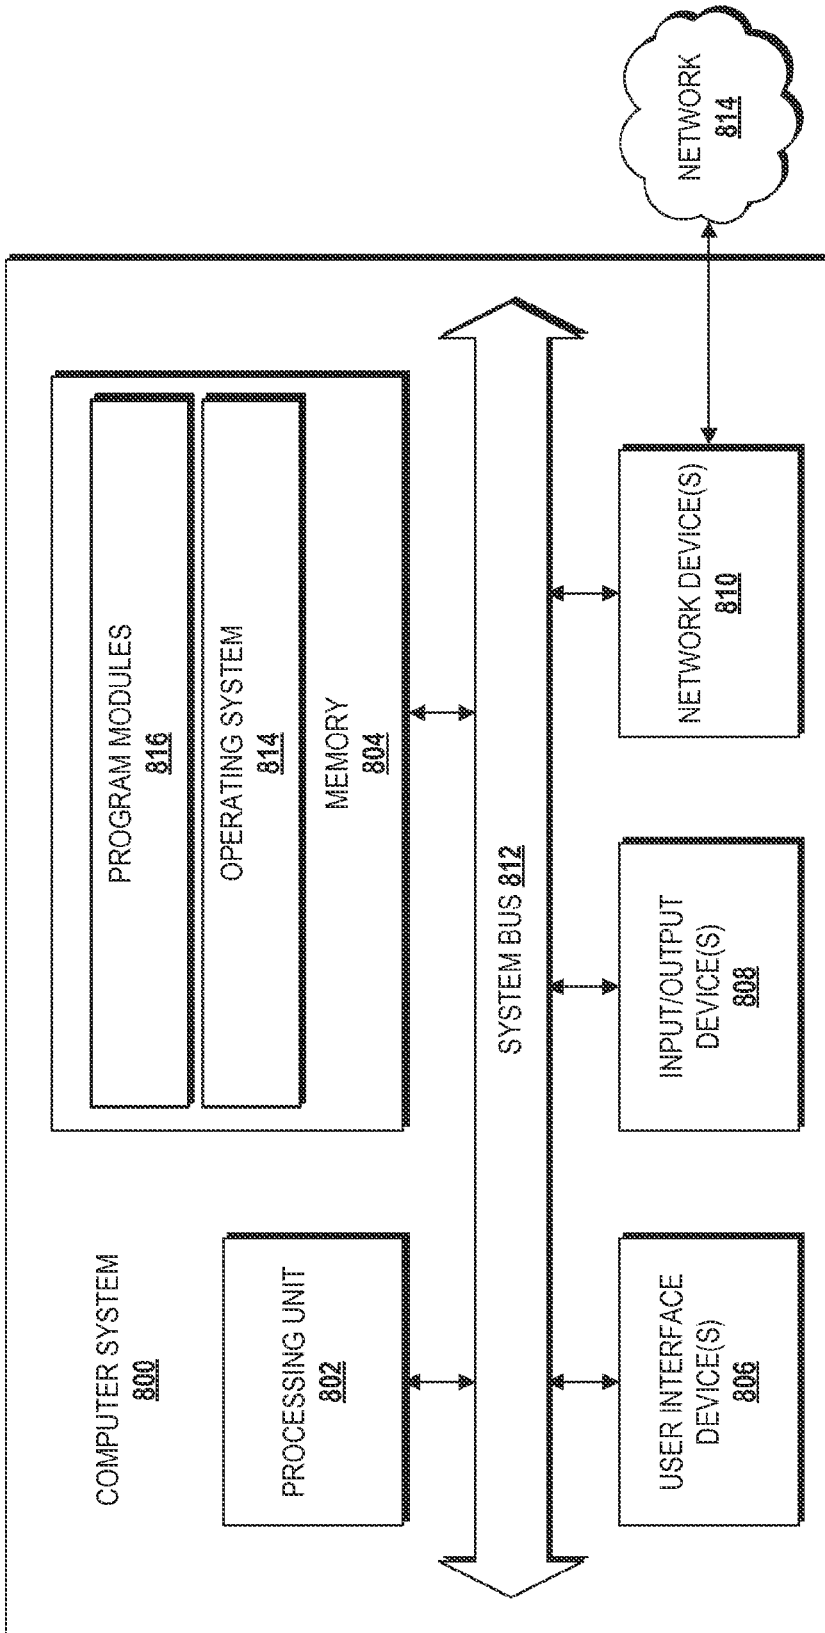 COMPUTER SYSTEM
800
PROCESSING UNIT
802
PROGRAM MODULES
816
OPERATING SYSTEM
814
MEMORY
804
SYSTEM BUS 812
USER INTERFACE
DEVICE(S)
806
INPUT/OUTPUT
DEVICE(S)
808
NETWORK DEVICE(S)
810
NETWORK
814